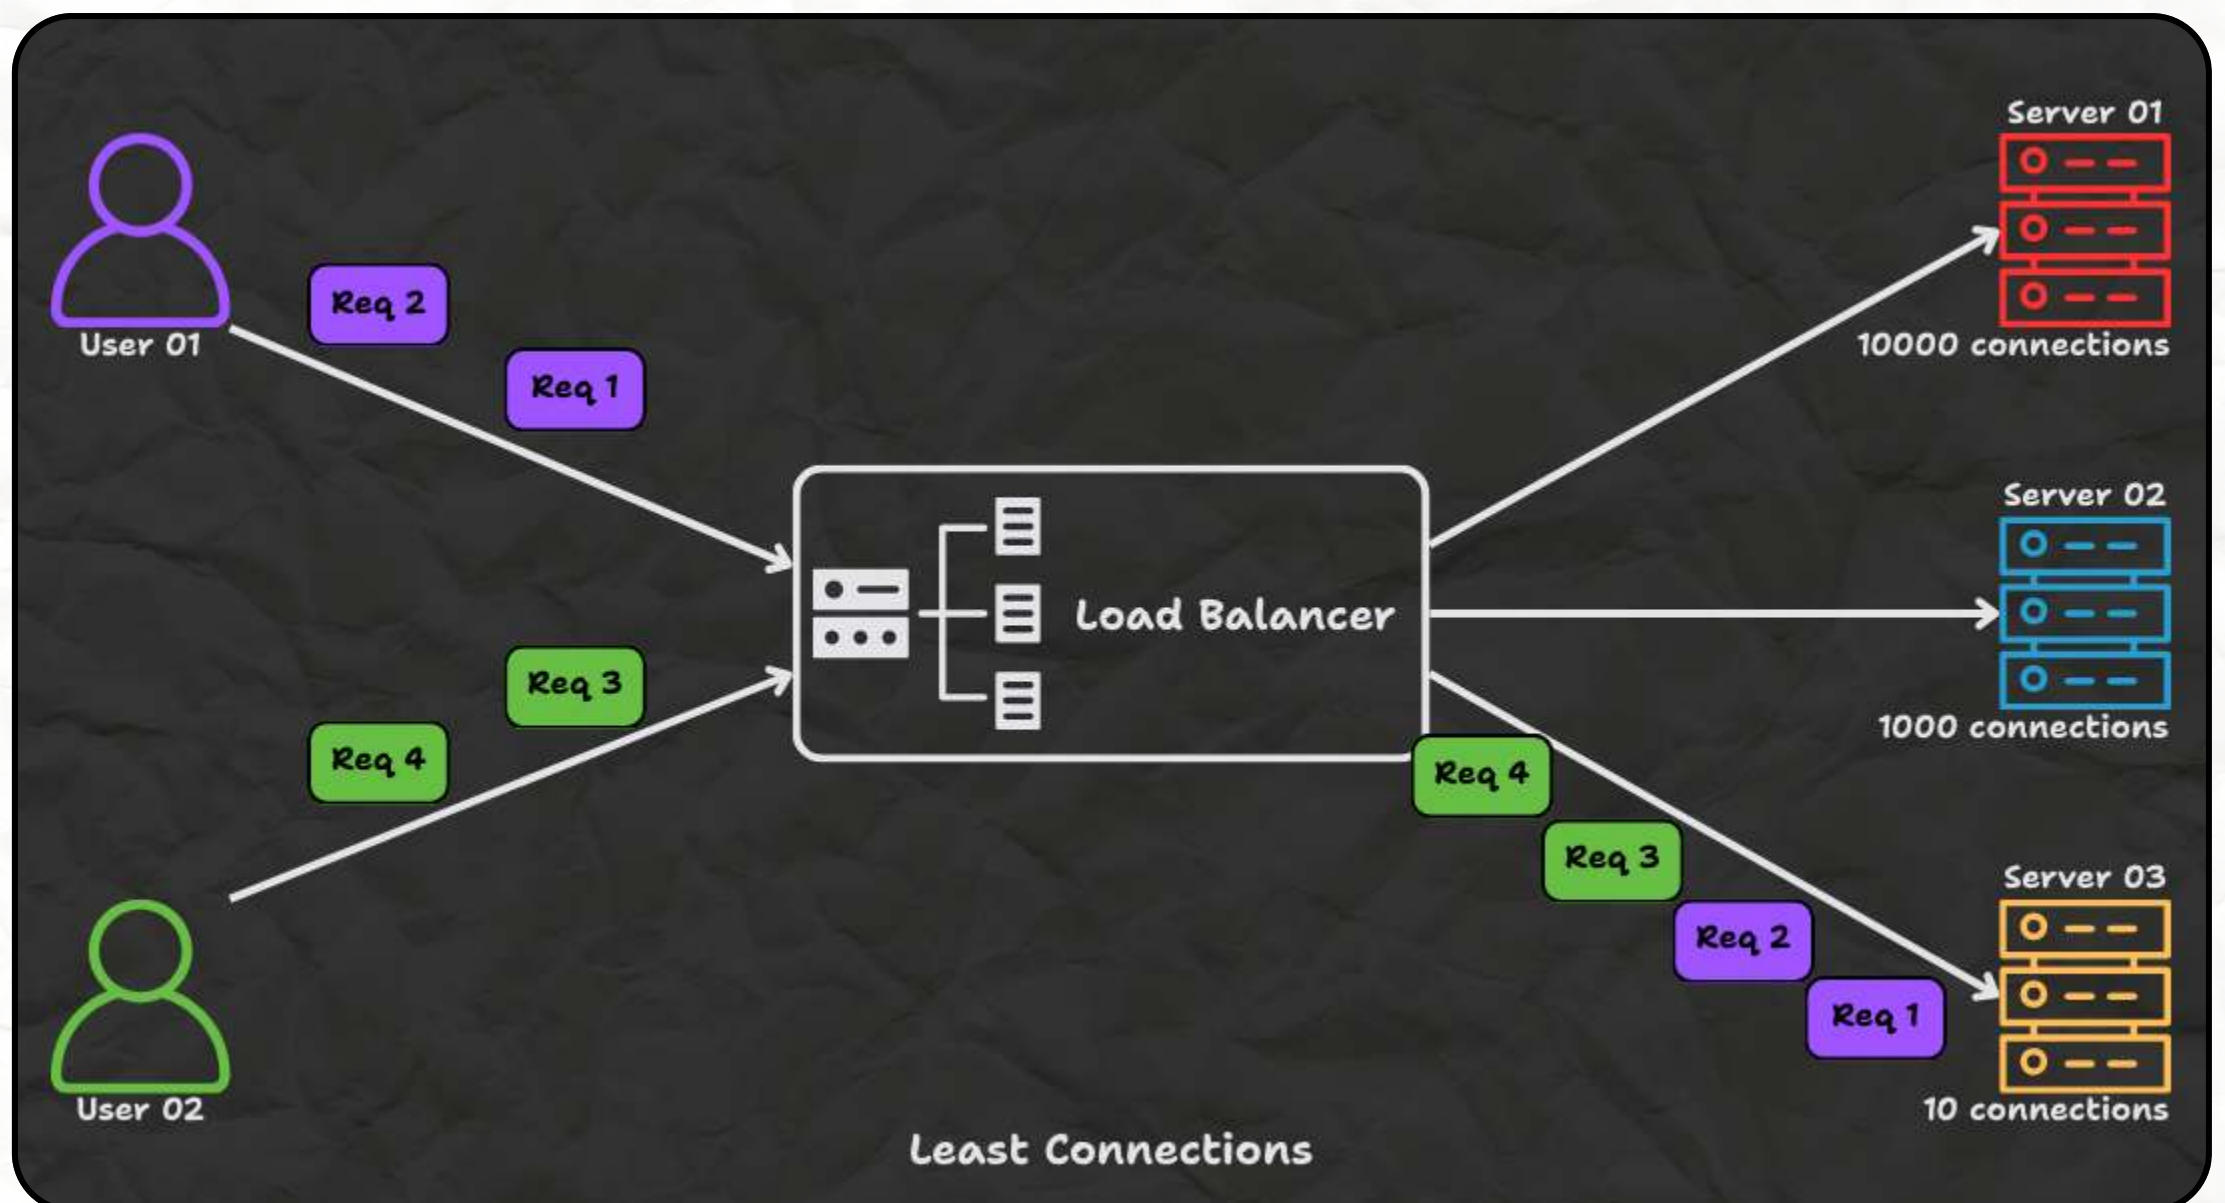 Server 01
User 01
Req 2
Req 1
10000 connections
Load Balancer
Server 02
1000 connections
Req 3
Req 4
User 02
Req 4
Req 3
Req 2
Req 1
Server 03
10 connections
Least Connections